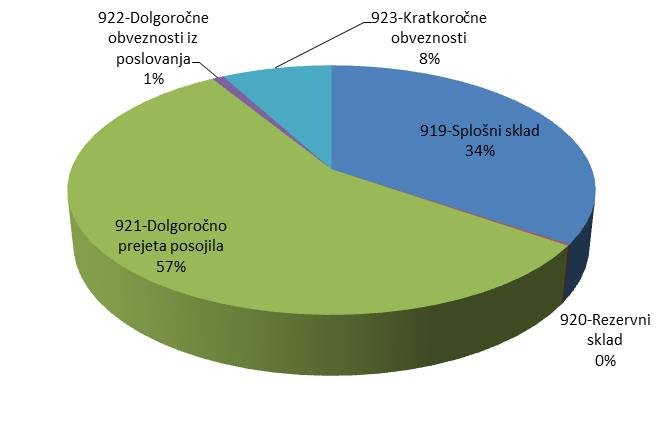 922-Dolgoročne
obveznosti iz
poslovanja
1%
923-Kratkoročne
obveznosti
8%
919-Splošni sklad
34%
921-Dolgoročno
prejeta posojila
57%
920-Rezervni
sklad
0%